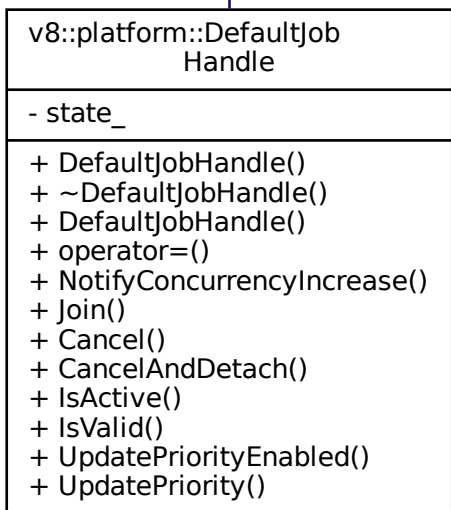 v8::platform::DefaultJob
Handle
- state_
+ DefaultJobHandle()
+ ~DefaultJobHandle()
+ DefaultJobHandle()
+ operator=()
+ NotifyConcurrencyIncrease()
+ Join()
+ Cancel()
+ CancelAndDetach()
+ IsActive()
+ IsValid()
+ UpdatePriorityEnabled()
+ UpdatePriority()